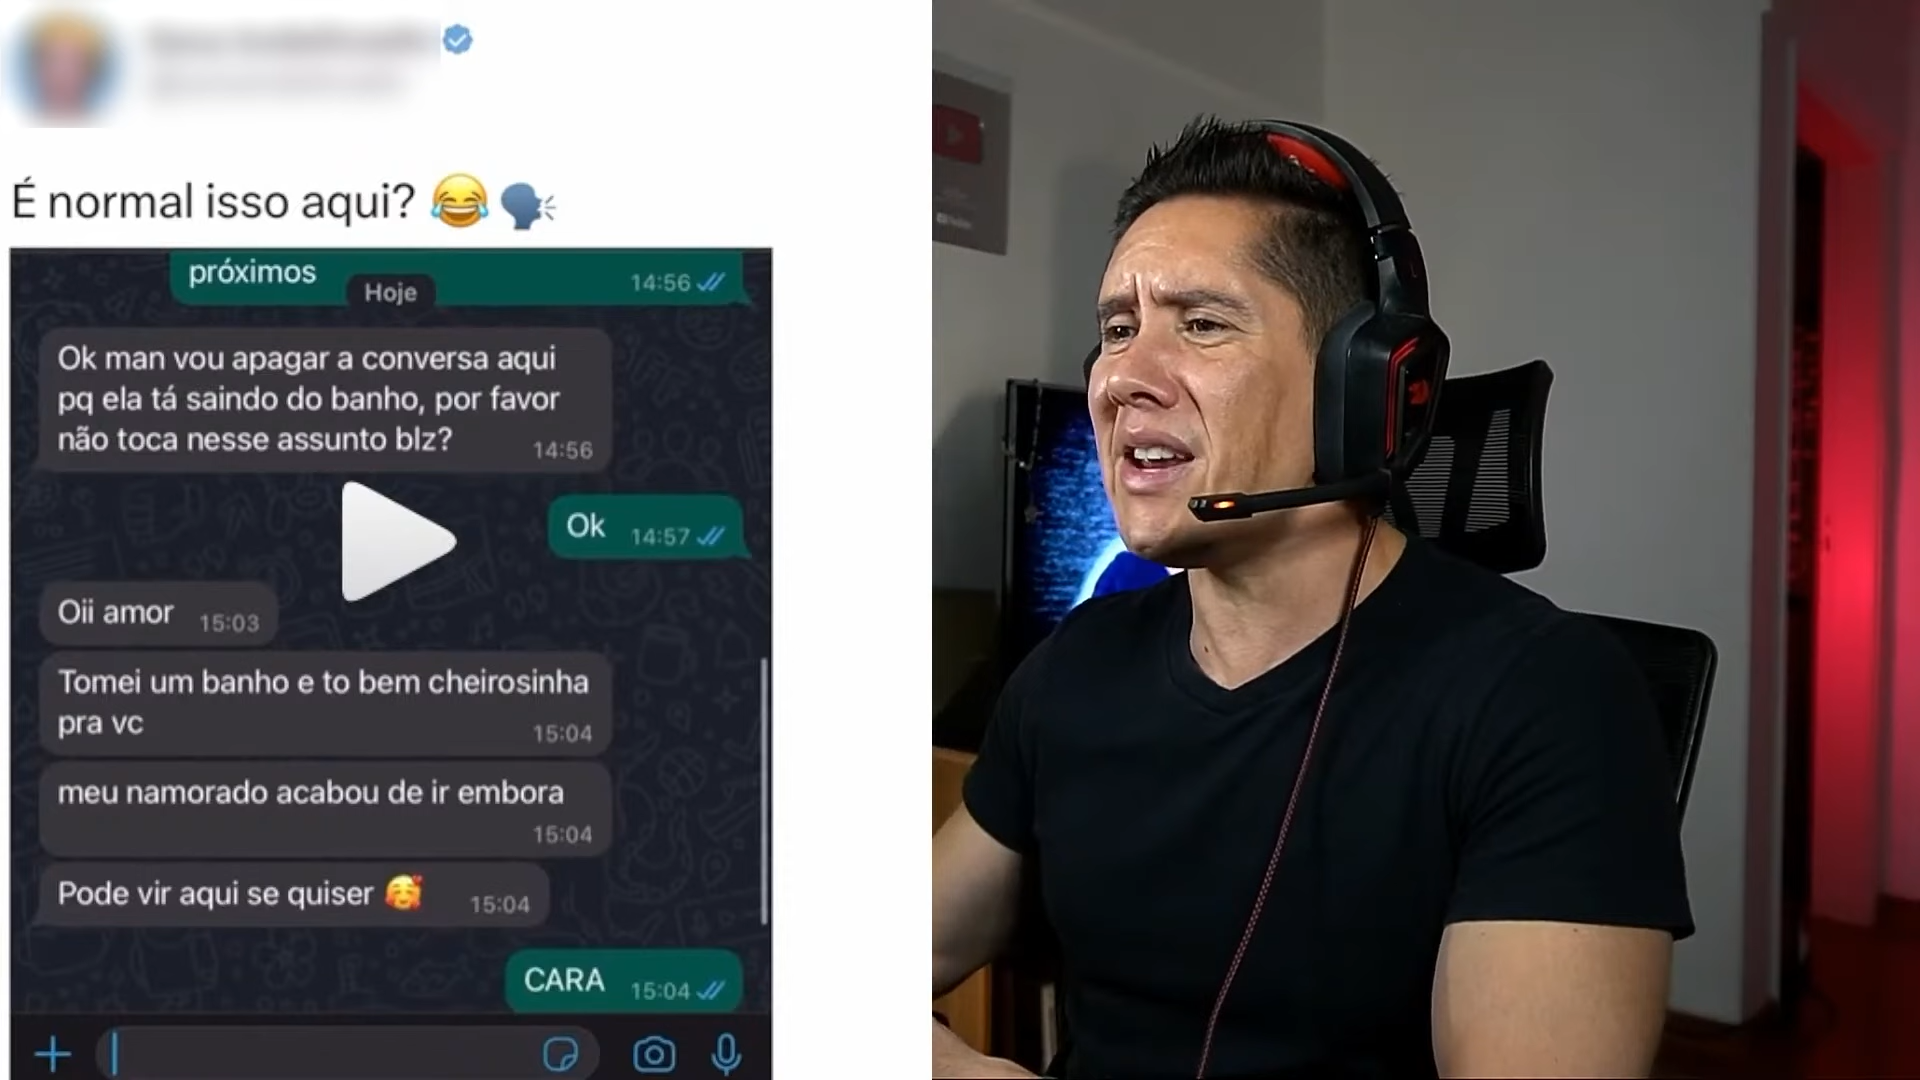 É normal isso aqui? 😂 🗣️
próximos
14:56
Hoje
Ok man vou apagar a conversa aqui
pq ela tá saindo do banho, por favor
não toca nesse assunto blz?
14:56
Ok
14:57
Oii amor
15:03
Tomei um banho e to bem cheirosinha
pra vc
15:04
meu namorado acabou de ir embora
15:04
Pode vir aqui se quiser 🥰
15:04
CARA
15:04